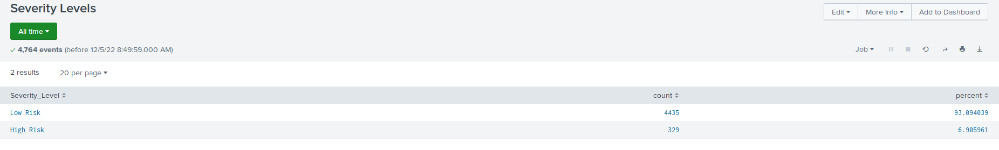 Severity Levels
Edit More Info Add to Dashboard
All time
4,764 events (before 12/5/22 8:49:59.000 AM)
Job
2 results 20 per page
Severity_Level count percent
Low Risk 4435 93.094039
High Risk 329 6.905961